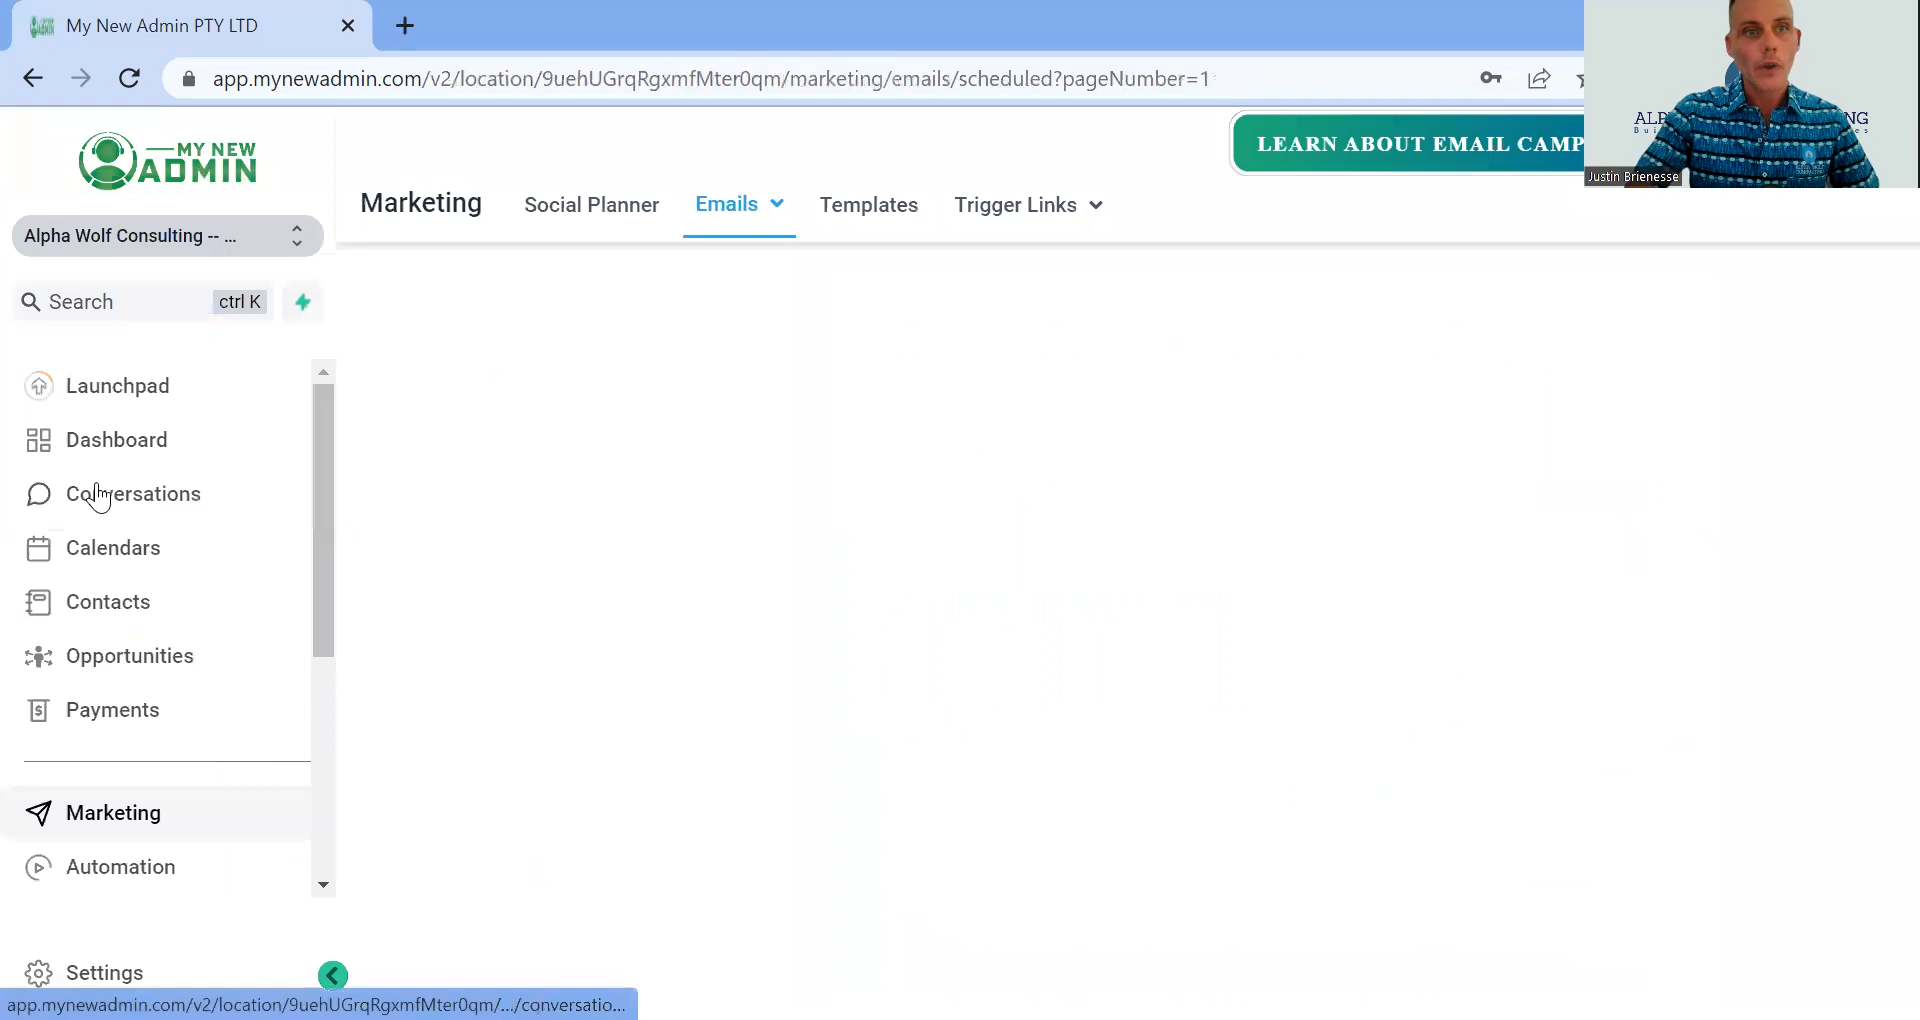 My New Admin PTY LTD
app.mynewadmin.com/v2/location/9uehUGrqRgxmfMter0qm/marketing/emails/scheduled?pageNumber=1
MY NEW
ADMIN
LEARN ABOUT EMAIL CAMP
ALP NG
Justin Brienesse
Marketing
Social Planner
Emails
Templates
Trigger Links
Alpha Wolf Consulting -- ...
Search
ctrl K
Launchpad
Dashboard
Conversations
Calendars
Contacts
Opportunities
Payments
Marketing
Automation
Settings
app.mynewadmin.com/v2/location/9uehUGrqRgxmfMter0qm/.../conversatio...